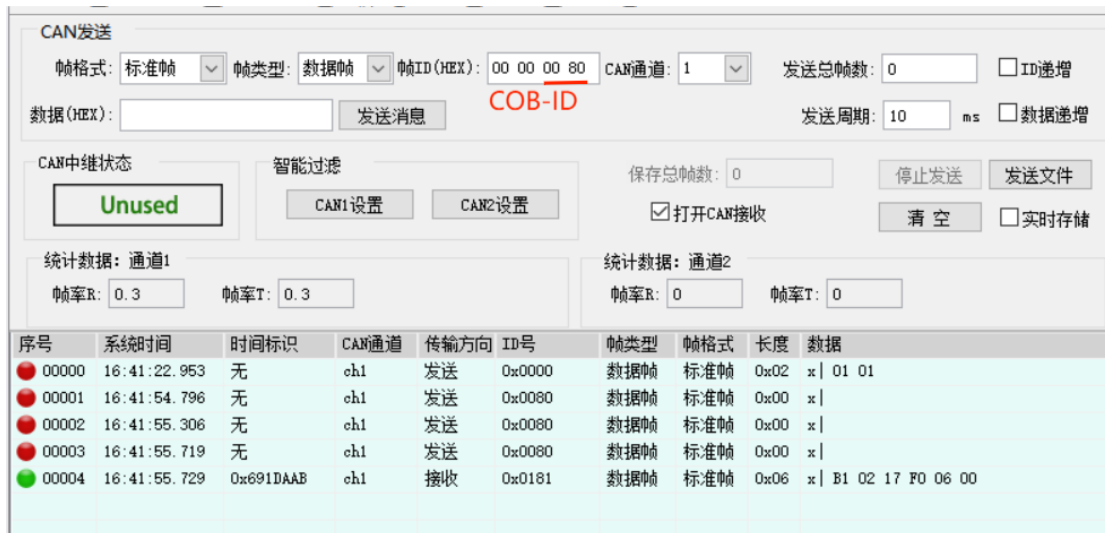 CAN发送
帧格式: 标准帧 帧类型: 数据帧 帧ID(HEX): 00 00 00 80 CAN通道: 1 发送总帧数: 0 ID递增
COB-ID
数据(HEX): 发送消息 发送周期: 10 ms 数据递增
CAN中继状态 智能过滤 保存总帧数: 0 停止发送 发送文件
Unused CAN1设置 CAN2设置 打开CAN接收 清 空 实时存储
统计数据: 通道1 统计数据: 通道2
帧率R: 0.3 帧率T: 0.3 帧率R: 0 帧率T: 0
序号 系统时间 时间标识 CAN通道 传输方向 ID号 帧类型 帧格式 长度 数据
00000 16:41:22.953 无 ch1 发送 0x0000 数据帧 标准帧 0x02 x| 01 01
00001 16:41:54.796 无 ch1 发送 0x0080 数据帧 标准帧 0x00 x|
00002 16:41:55.306 无 ch1 发送 0x0080 数据帧 标准帧 0x00 x|
00003 16:41:55.719 无 ch1 发送 0x0080 数据帧 标准帧 0x00 x|
00004 16:41:55.729 0x691DAAB ch1 接收 0x0181 数据帧 标准帧 0x06 x| B1 02 17 F0 06 00